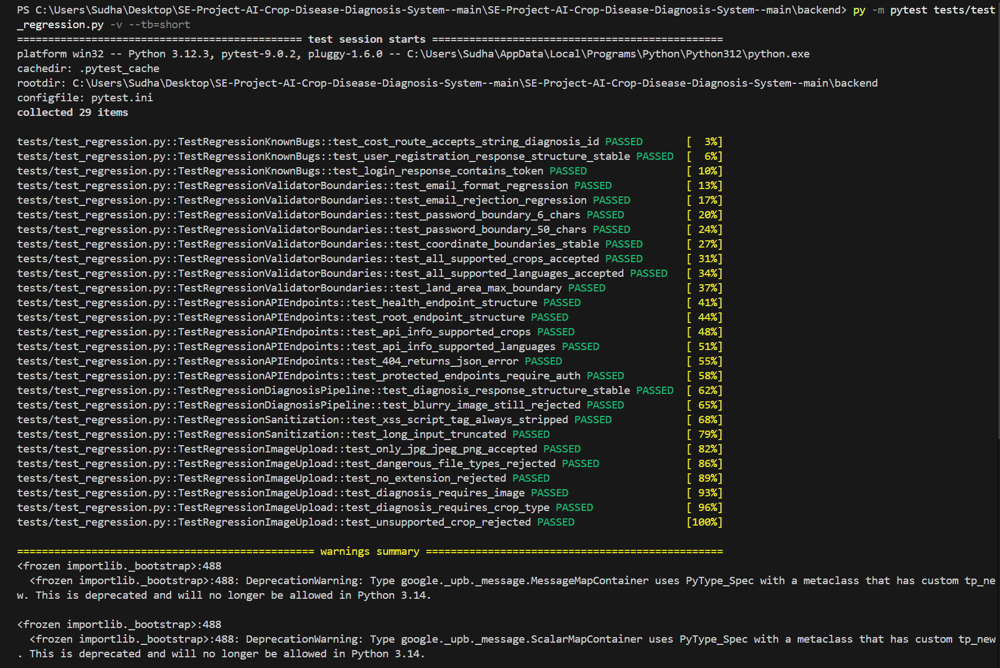 PS C:\Users\Sudha\Desktop\SE-Project-AI-Crop-Disease-Diagnosis-System--main\SE-Project-AI-Crop-Disease-Diagnosis-System--main\backend> py -m pytest tests/test
_regression.py -v --tb=short
============================================== test session starts ===============================================
platform win32 -- Python 3.12.3, pytest-9.0.2, pluggy-1.6.0 -- C:\Users\Sudha\AppData\Local\Programs\Python\Python312\python.exe
cachedir: .pytest_cache
rootdir: C:\Users\Sudha\Desktop\SE-Project-AI-Crop-Disease-Diagnosis-System--main\SE-Project-AI-Crop-Disease-Diagnosis-System--main\backend
configfile: pytest.ini
collected 29 items
tests/test_regression.py::TestRegressionKnownBugs::test_cost_route_accepts_string_diagnosis_id PASSED [  3%]
tests/test_regression.py::TestRegressionKnownBugs::test_user_registration_response_structure_stable PASSED [  6%]
tests/test_regression.py::TestRegressionKnownBugs::test_login_response_contains_token PASSED [ 10%]
tests/test_regression.py::TestRegressionValidatorBoundaries::test_email_format_regression PASSED [ 13%]
tests/test_regression.py::TestRegressionValidatorBoundaries::test_email_rejection_regression PASSED [ 17%]
tests/test_regression.py::TestRegressionValidatorBoundaries::test_password_boundary_6_chars PASSED [ 20%]
tests/test_regression.py::TestRegressionValidatorBoundaries::test_password_boundary_50_chars PASSED [ 24%]
tests/test_regression.py::TestRegressionValidatorBoundaries::test_coordinate_boundaries_stable PASSED [ 27%]
tests/test_regression.py::TestRegressionValidatorBoundaries::test_all_supported_crops_accepted PASSED [ 31%]
tests/test_regression.py::TestRegressionValidatorBoundaries::test_all_supported_languages_accepted PASSED [ 34%]
tests/test_regression.py::TestRegressionValidatorBoundaries::test_land_area_max_boundary PASSED [ 37%]
tests/test_regression.py::TestRegressionAPIEndpoints::test_health_endpoint_structure PASSED [ 41%]
tests/test_regression.py::TestRegressionAPIEndpoints::test_root_endpoint_structure PASSED [ 44%]
tests/test_regression.py::TestRegressionAPIEndpoints::test_api_info_supported_crops PASSED [ 48%]
tests/test_regression.py::TestRegressionAPIEndpoints::test_api_info_supported_languages PASSED [ 51%]
tests/test_regression.py::TestRegressionAPIEndpoints::test_404_returns_json_error PASSED [ 55%]
tests/test_regression.py::TestRegressionAPIEndpoints::test_protected_endpoints_require_auth PASSED [ 58%]
tests/test_regression.py::TestRegressionDiagnosisPipeline::test_diagnosis_response_structure_stable PASSED [ 62%]
tests/test_regression.py::TestRegressionDiagnosisPipeline::test_blurry_image_still_rejected PASSED [ 65%]
tests/test_regression.py::TestRegressionSanitization::test_xss_script_tag_always_stripped PASSED [ 68%]
tests/test_regression.py::TestRegressionSanitization::test_long_input_truncated PASSED [ 79%]
tests/test_regression.py::TestRegressionImageUpload::test_only_jpg_jpeg_png_accepted PASSED [ 82%]
tests/test_regression.py::TestRegressionImageUpload::test_dangerous_file_types_rejected PASSED [ 86%]
tests/test_regression.py::TestRegressionImageUpload::test_no_extension_rejected PASSED [ 89%]
tests/test_regression.py::TestRegressionImageUpload::test_diagnosis_requires_image PASSED [ 93%]
tests/test_regression.py::TestRegressionImageUpload::test_diagnosis_requires_crop_type PASSED [ 96%]
tests/test_regression.py::TestRegressionImageUpload::test_unsupported_crop_rejected PASSED [100%]
================================================ warnings summary ================================================
<frozen importlib._bootstrap>:488
  <frozen importlib._bootstrap>:488: DeprecationWarning: Type google._upb._message.MessageMapContainer uses PyType_Spec with a metaclass that has custom tp_ne
w. This is deprecated and will no longer be allowed in Python 3.14.
<frozen importlib._bootstrap>:488
  <frozen importlib._bootstrap>:488: DeprecationWarning: Type google._upb._message.ScalarMapContainer uses PyType_Spec with a metaclass that has custom tp_new
. This is deprecated and will no longer be allowed in Python 3.14.